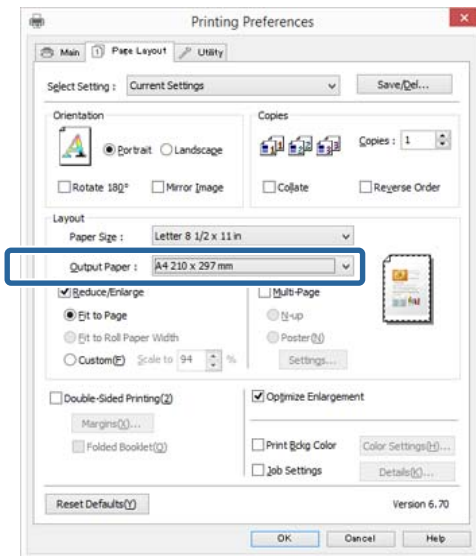 Printing Preferences
Main Page Layout Utility
Select Setting : Current Settings Save/Del...
Orientation Copies
Portrait Landscape Copies : 1
Rotate 180° Mirror Image Collate Reverse Order
Layout
Paper Size : Letter 8 1/2 x 11 in
Output Paper : A4 210 x 297 mm
Reduce/Enlarge Multi-Page
Fit to Page N-up
Fit to Roll Paper Width Poster(N)
Custom(F) Scale to 94 % Settings...
Double-Sided Printing(2) Optimize Enlargement
Margins(X)...
Folded Booklet(Q) Print Bckg Color Color Settings(H)...
Job Settings Details(K)...
Reset Defaults(Y) Version 6.70
OK Cancel Help